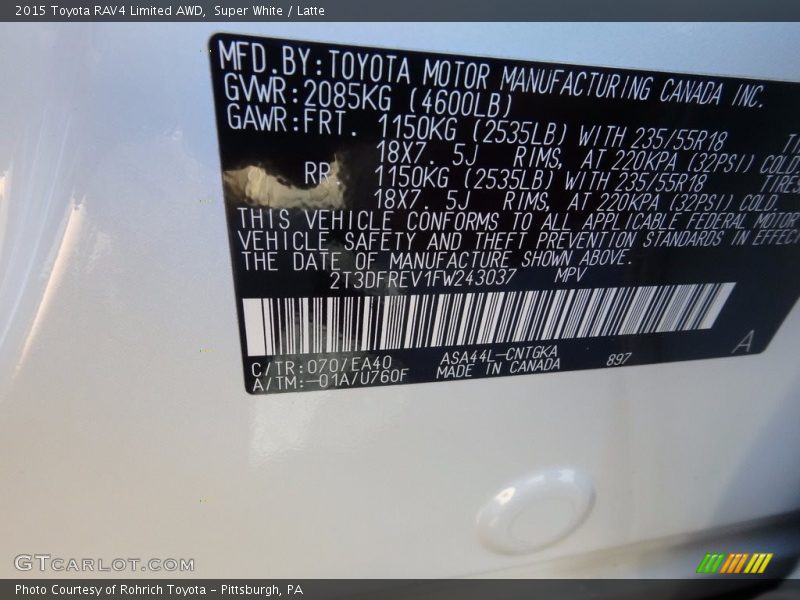 2015 Toyota RAV4 Limited AWD, Super White / Latte
MFD.BY:TOYOTA MOTOR MANUFACTURING CANADA INC.
GVWR:2085KG (4600LB)
GAWR:FRT. 1150KG (2535LB) WITH 235/55R18
18X7. 5J RIMS, AT 220KPA (32PSI) COLD
RR 1150KG (2535LB) WITH 235/55R18 TIRES
18X7. 5J RIMS, AT 220KPA (32PSI) COLD.
THIS VEHICLE CONFORMS TO ALL APPLICABLE FEDERAL MOTOR
VEHICLE SAFETY AND THEFT PREVENTION STANDARDS IN EFFECT
THE DATE OF MANUFACTURE SHOWN ABOVE.
2T3DFREV1FW243037 MPV
C/TR:070/EA40 ASA44L-CNTGKA 897 A
A/TM:-01A/U760F MADE IN CANADA
GTCARLOT.COM
Photo Courtesy of Rohrich Toyota - Pittsburgh, PA